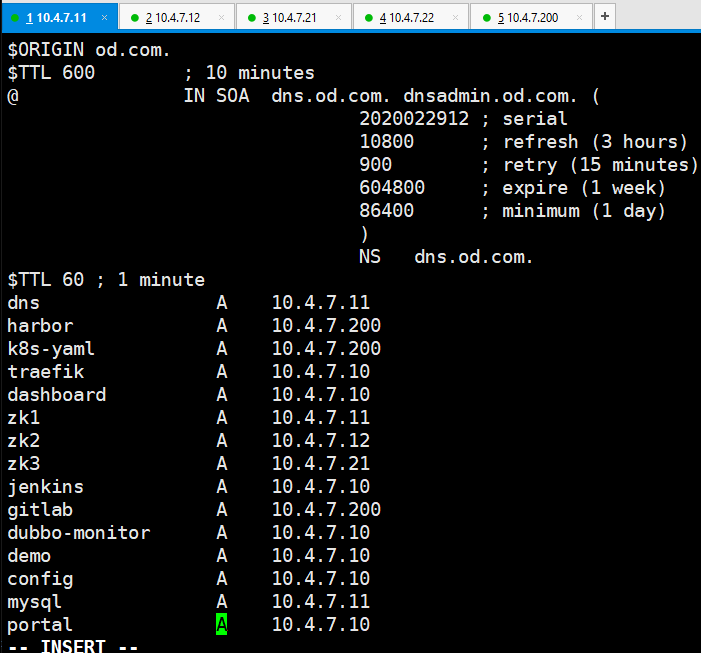 1 10.4.7.11 × 2 10.4.7.12 × 3 10.4.7.21 × 4 10.4.7.22 × 5 10.4.7.200 × +
$ORIGIN od.com.
$TTL 600        ; 10 minutes
@               IN SOA  dns.od.com. dnsadmin.od.com. (
                                2020022912 ; serial
                                10800      ; refresh (3 hours)
                                900        ; retry (15 minutes)
                                604800     ; expire (1 week)
                                86400      ; minimum (1 day)
                                )
                                NS   dns.od.com.
$TTL 60 ; 1 minute
dns                A    10.4.7.11
harbor             A    10.4.7.200
k8s-yaml           A    10.4.7.200
traefik            A    10.4.7.10
dashboard          A    10.4.7.10
zk1                A    10.4.7.11
zk2                A    10.4.7.12
zk3                A    10.4.7.21
jenkins            A    10.4.7.10
gitlab             A    10.4.7.200
dubbo-monitor      A    10.4.7.10
demo               A    10.4.7.10
config             A    10.4.7.10
mysql              A    10.4.7.11
portal             A    10.4.7.10
-- INSERT --